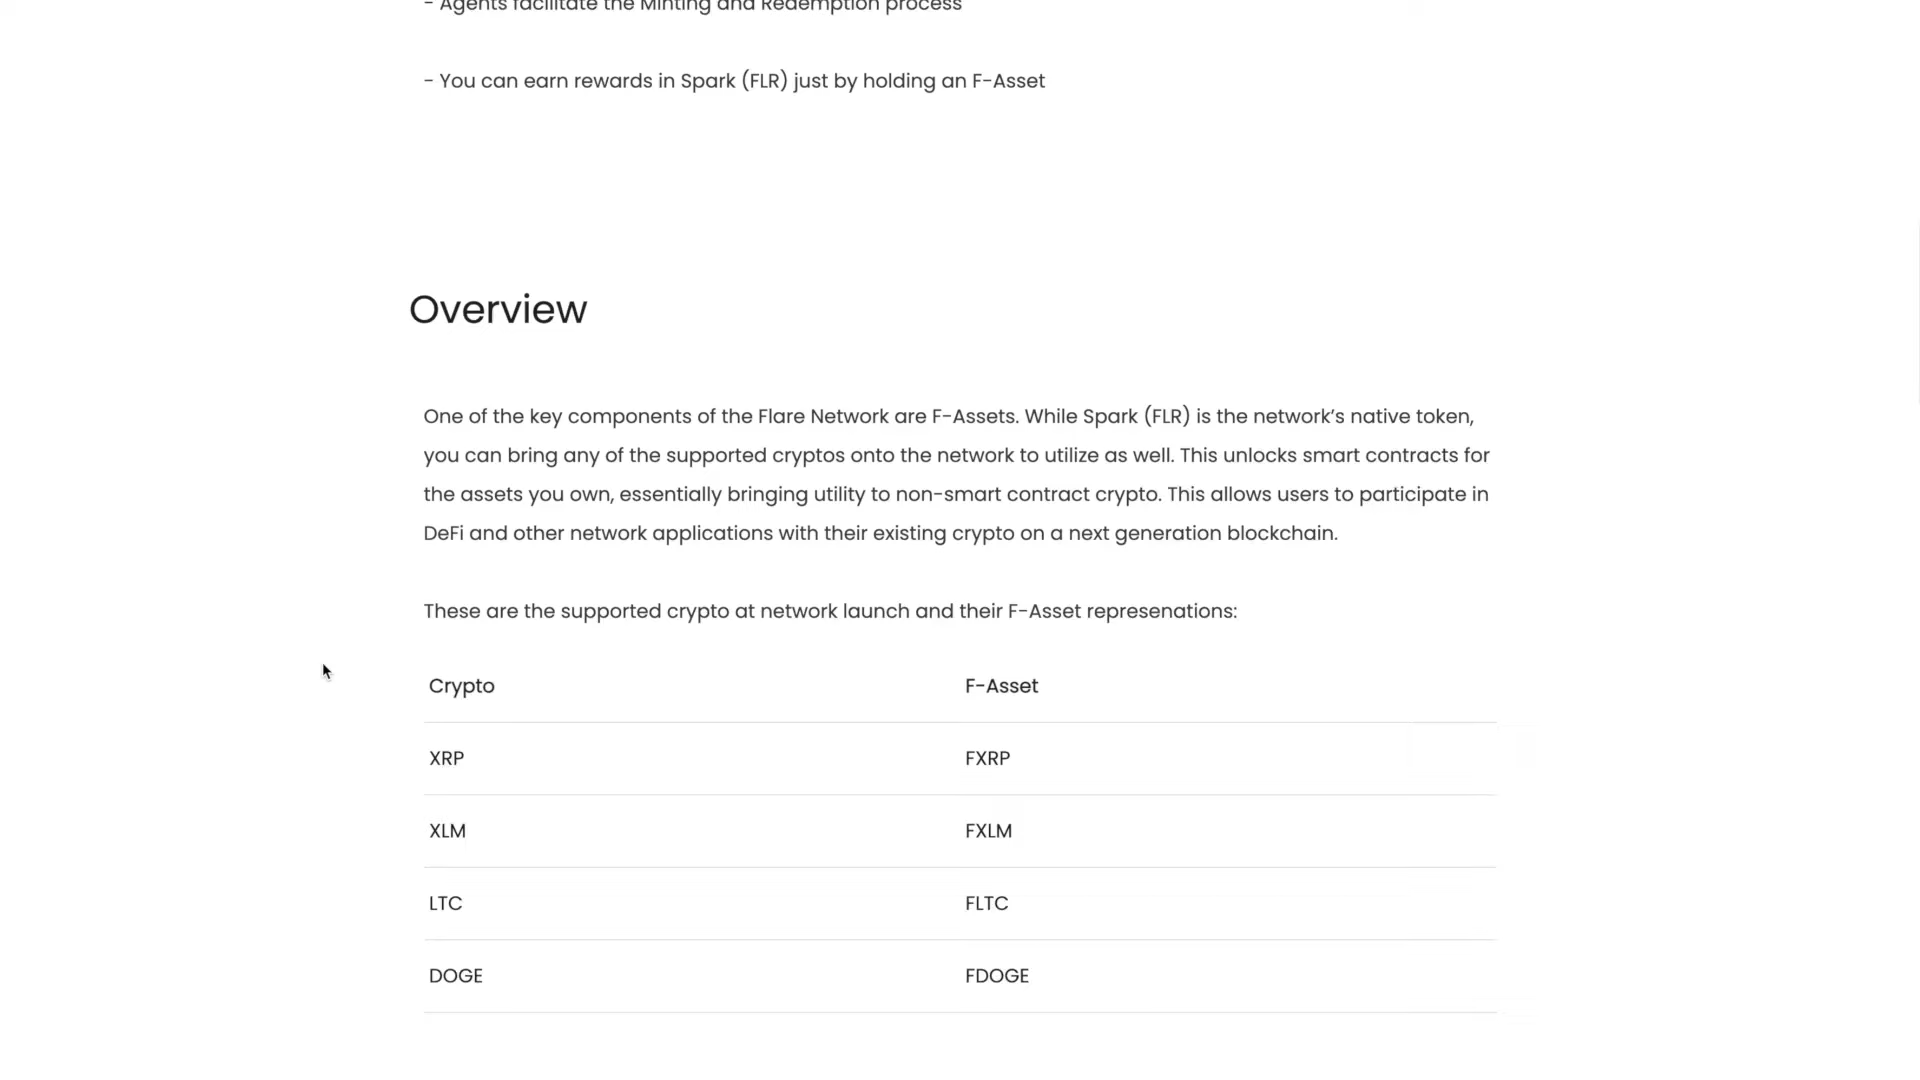 - Agents facilitate the Minting and Redemption process
- You can earn rewards in Spark (FLR) just by holding an F-Asset
Overview
One of the key components of the Flare Network are F-Assets. While Spark (FLR) is the network’s native token,
you can bring any of the supported cryptos onto the network to utilize as well. This unlocks smart contracts for
the assets you own, essentially bringing utility to non-smart contract crypto. This allows users to participate in
DeFi and other network applications with their existing crypto on a next generation blockchain.
These are the supported crypto at network launch and their F-Asset represenations:
Crypto F-Asset
XRP FXRP
XLM FXLM
LTC FLTC
DOGE FDOGE